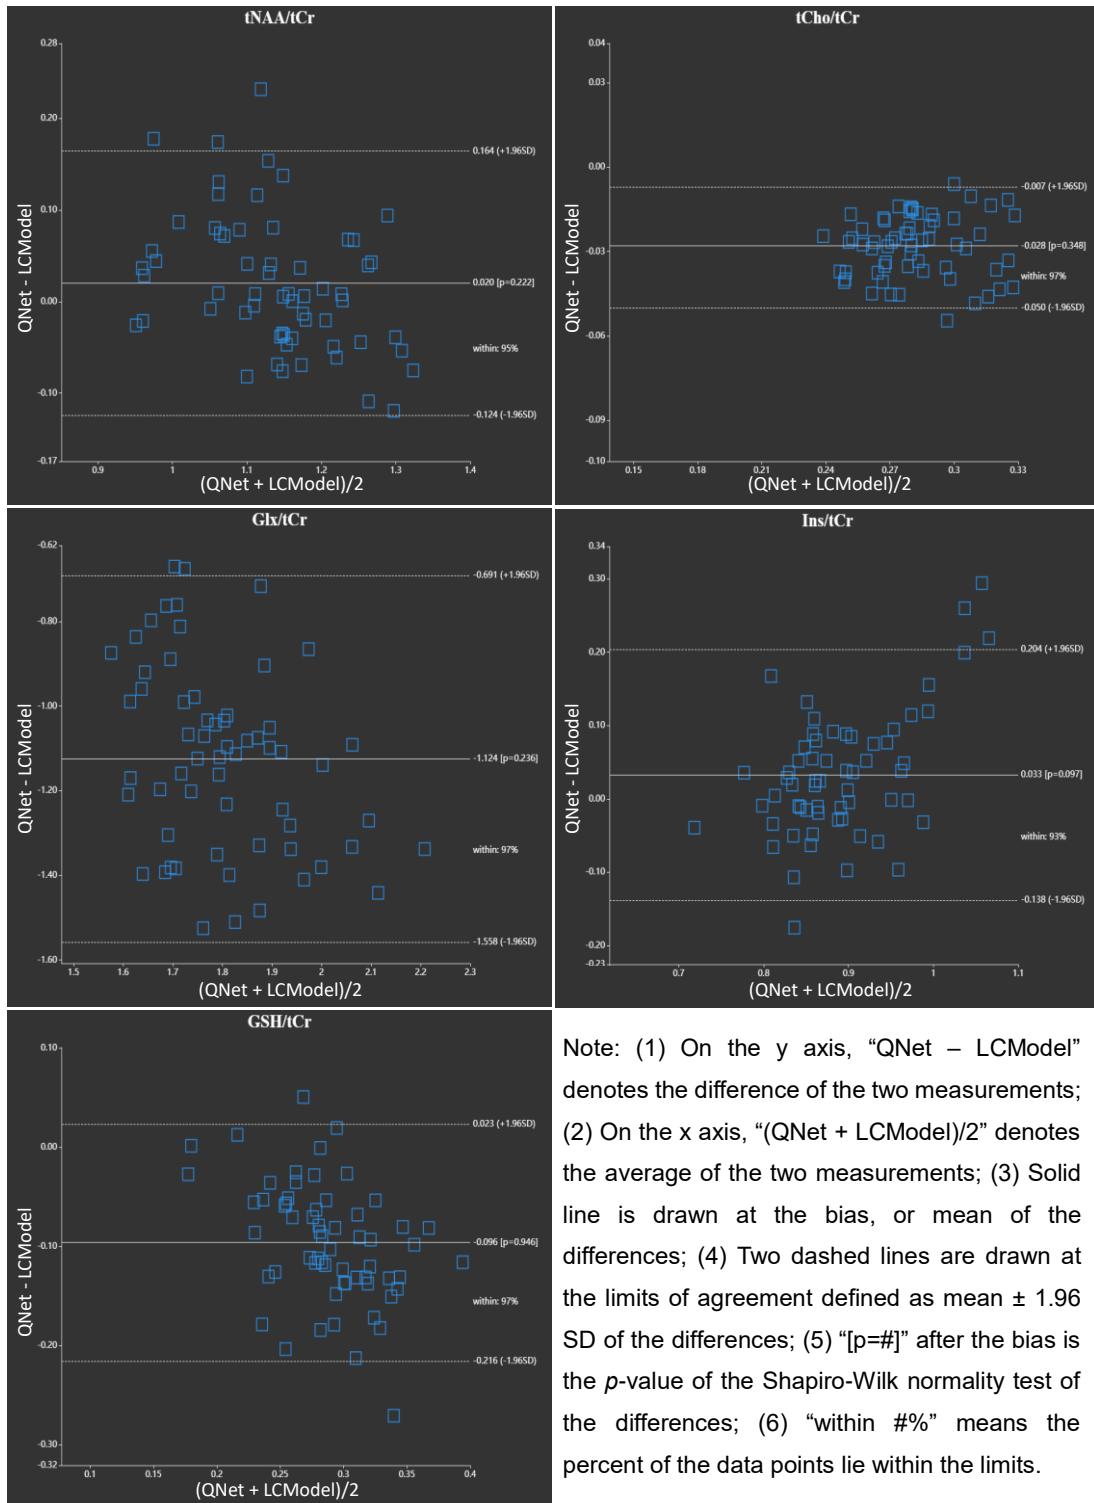 tNAA/tCr
0.28
0.20
0.10
0.00
-0.10
-0.17
QNet - LCModel
0.164 (+1.96SD)
0.020 [p=0.222]
within: 95%
-0.124 (-1.96SD)
0.9 1 1.1 1.2 1.3 1.4
(QNet + LCModel)/2
tCho/tCr
0.04
0.03
0.00
-0.03
-0.06
-0.09
-0.10
QNet - LCModel
-0.007 (+1.96SD)
-0.028 [p=0.348]
within: 97%
-0.050 (-1.96SD)
0.15 0.18 0.21 0.24 0.27 0.3 0.33
(QNet + LCModel)/2
Glx/tCr
-0.62
-0.80
-1.00
-1.20
-1.40
-1.60
QNet - LCModel
-0.691 (+1.96SD)
-1.124 [p=0.236]
within: 97%
-1.558 (-1.96SD)
1.5 1.6 1.7 1.8 1.9 2 2.1 2.2 2.3
(QNet + LCModel)/2
Ins/tCr
0.34
0.30
0.20
0.10
0.00
-0.10
-0.20
-0.23
QNet - LCModel
0.204 (+1.96SD)
0.033 [p=0.097]
within: 93%
-0.138 (-1.96SD)
0.7 0.8 0.9 1 1.1
(QNet + LCModel)/2
GSH/tCr
0.10
0.00
-0.10
-0.20
-0.30
-0.32
QNet - LCModel
0.023 (+1.96SD)
-0.096 [p=0.946]
within: 97%
-0.216 (-1.96SD)
0.1 0.15 0.2 0.25 0.3 0.35 0.4
(QNet + LCModel)/2
Note: (1) On the y axis, “QNet – LCModel”
denotes the difference of the two measurements;
(2) On the x axis, “(QNet + LCModel)/2” denotes
the average of the two measurements; (3) Solid
line is drawn at the bias, or mean of the
differences; (4) Two dashed lines are drawn at
the limits of agreement defined as mean ± 1.96
SD of the differences; (5) “[p=#]” after the bias is
the p-value of the Shapiro-Wilk normality test of
the differences; (6) “within #%” means the
percent of the data points lie within the limits.